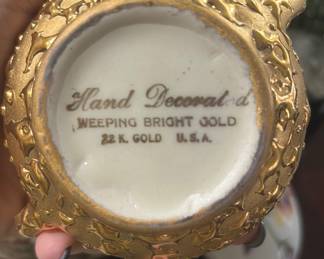 Hand Decorated
WEEPING BRIGHT GOLD
22 K. GOLD U.S.A.